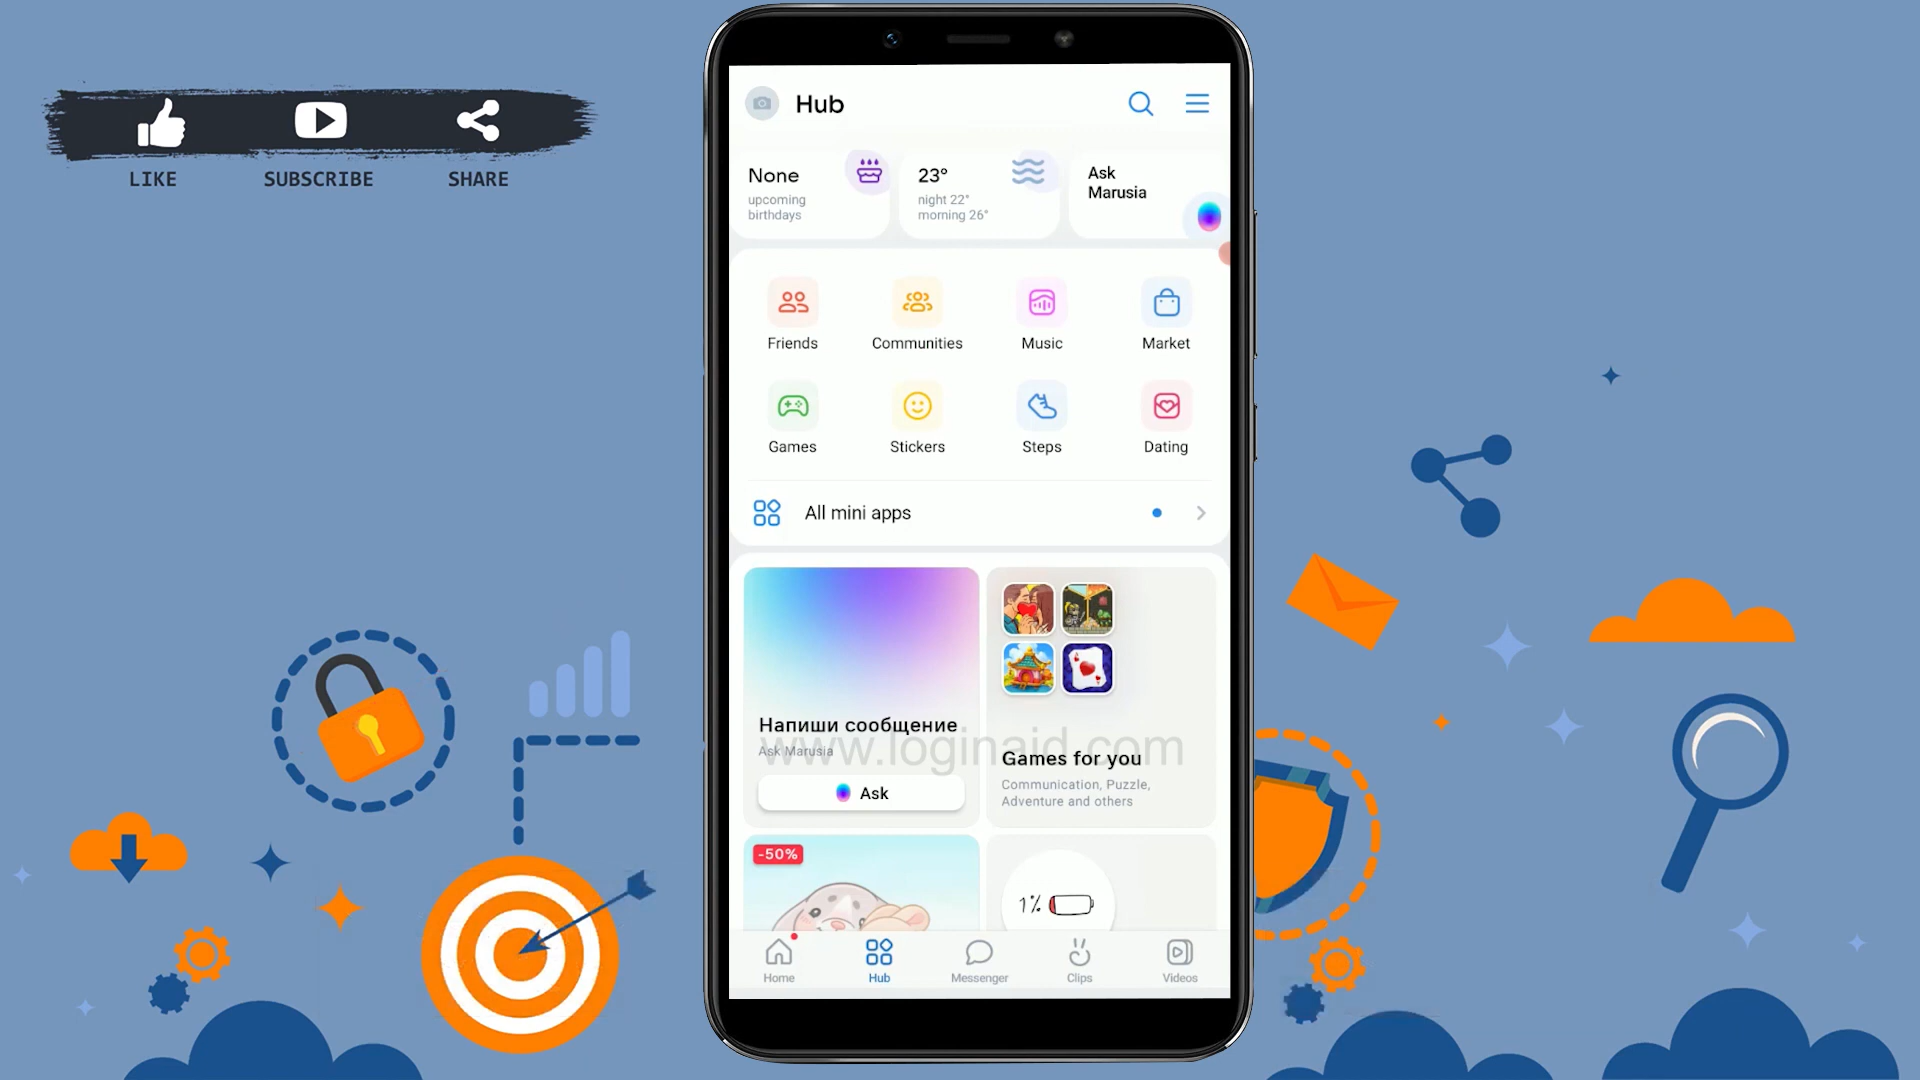 LIKE
SUBSCRIBE
SHARE
Hub
None
upcoming
birthdays
23°
night 22°
morning 26°
Ask
Marusia
Friends
Communities
Music
Market
Games
Stickers
Steps
Dating
All mini apps
Напиши сообщение
Ask Marusia
Ask
www.loginaid.com
Games for you
Communication, Puzzle,
Adventure and others
-50%
1%
Home
Hub
Messenger
Clips
Videos